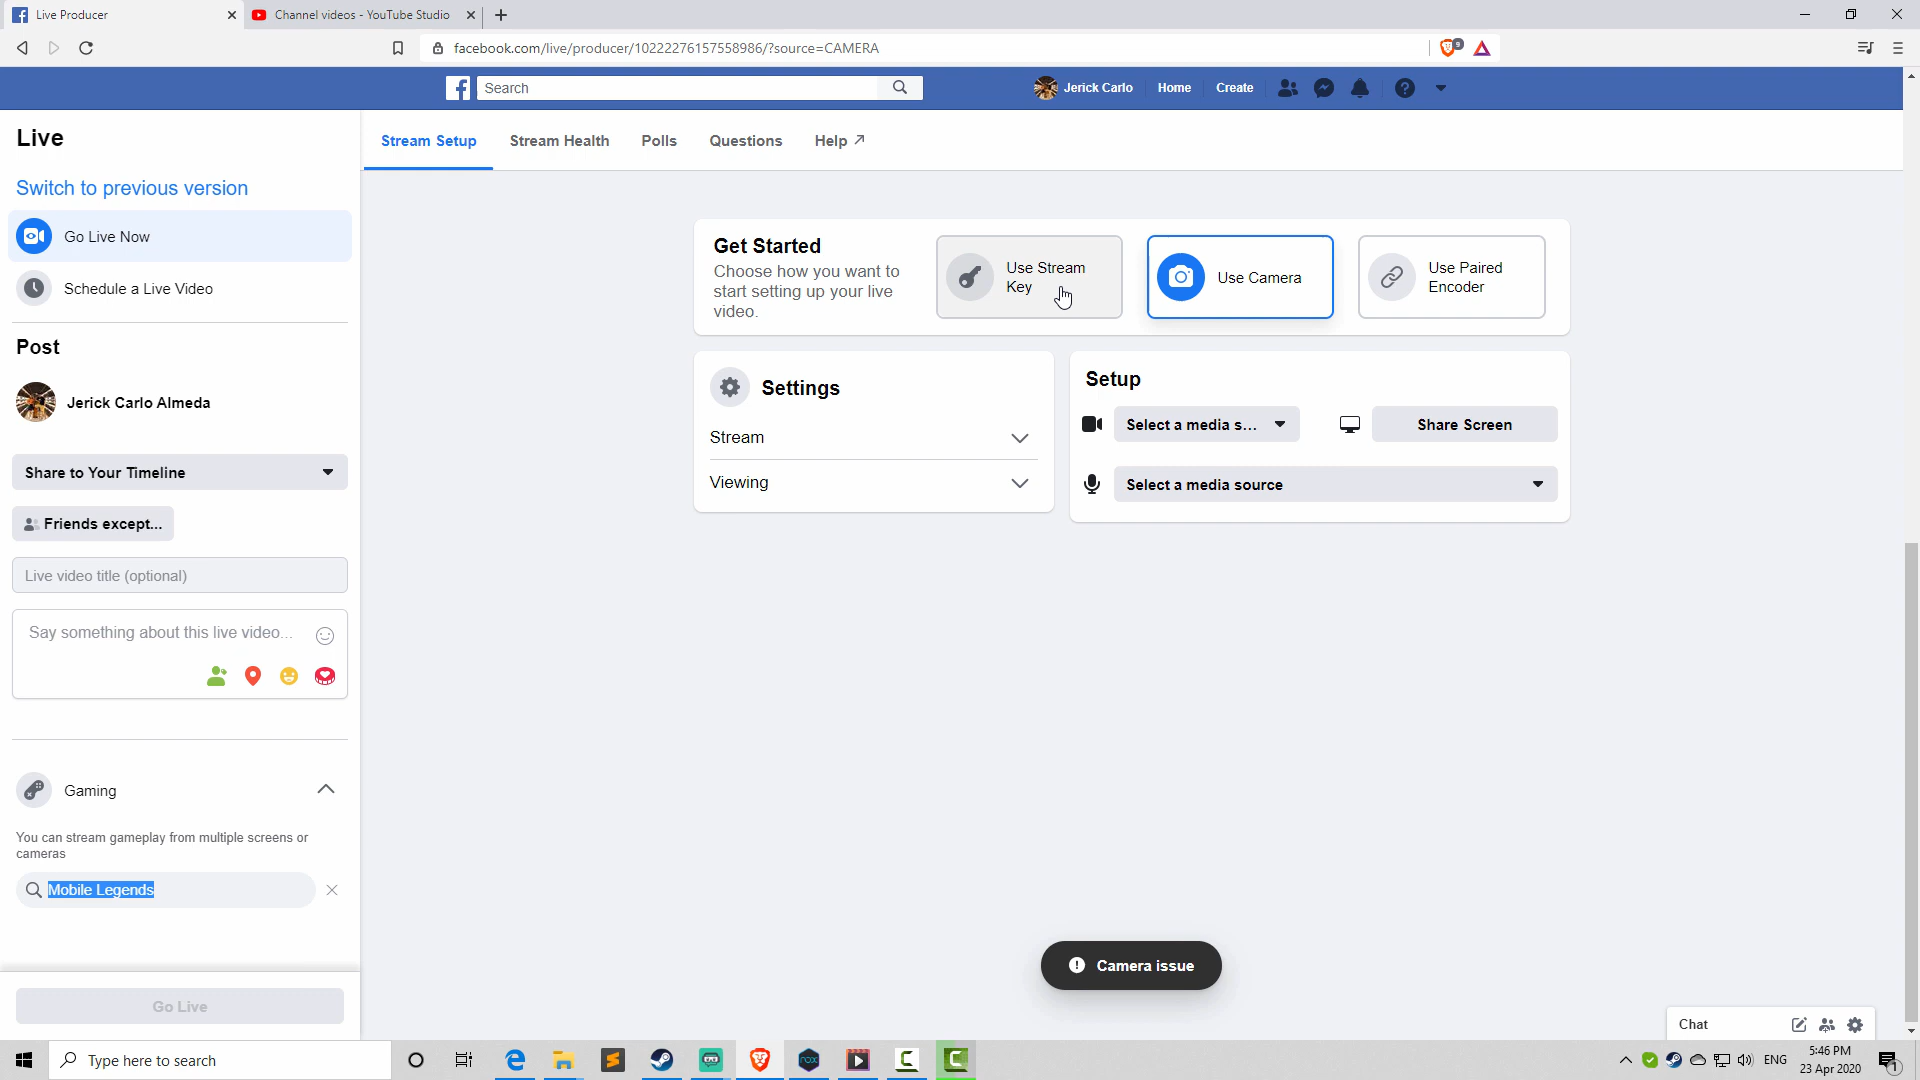 Live Producer
Channel videos - YouTube Studio
facebook.com/live/producer/10222276157558986/?source=CAMERA
9
Search
Jerick Carlo
Home
Create
Live
Switch to previous version
Go Live Now
Schedule a Live Video
Post
Jerick Carlo Almeda
Share to Your Timeline
Friends except...
Live video title (optional)
Say something about this live video...
Gaming
You can stream gameplay from multiple screens or
cameras
Mobile Legends
Go Live
Stream Setup
Stream Health
Polls
Questions
Help
Get Started
Choose how you want to
start setting up your live
video.
Use Stream
Key
Use Camera
Use Paired
Encoder
Settings
Stream
Viewing
Setup
Select a media s...
Share Screen
Select a media source
Camera issue
Chat
Type here to search
nox
ENG
5:46 PM
23 Apr 2020
1